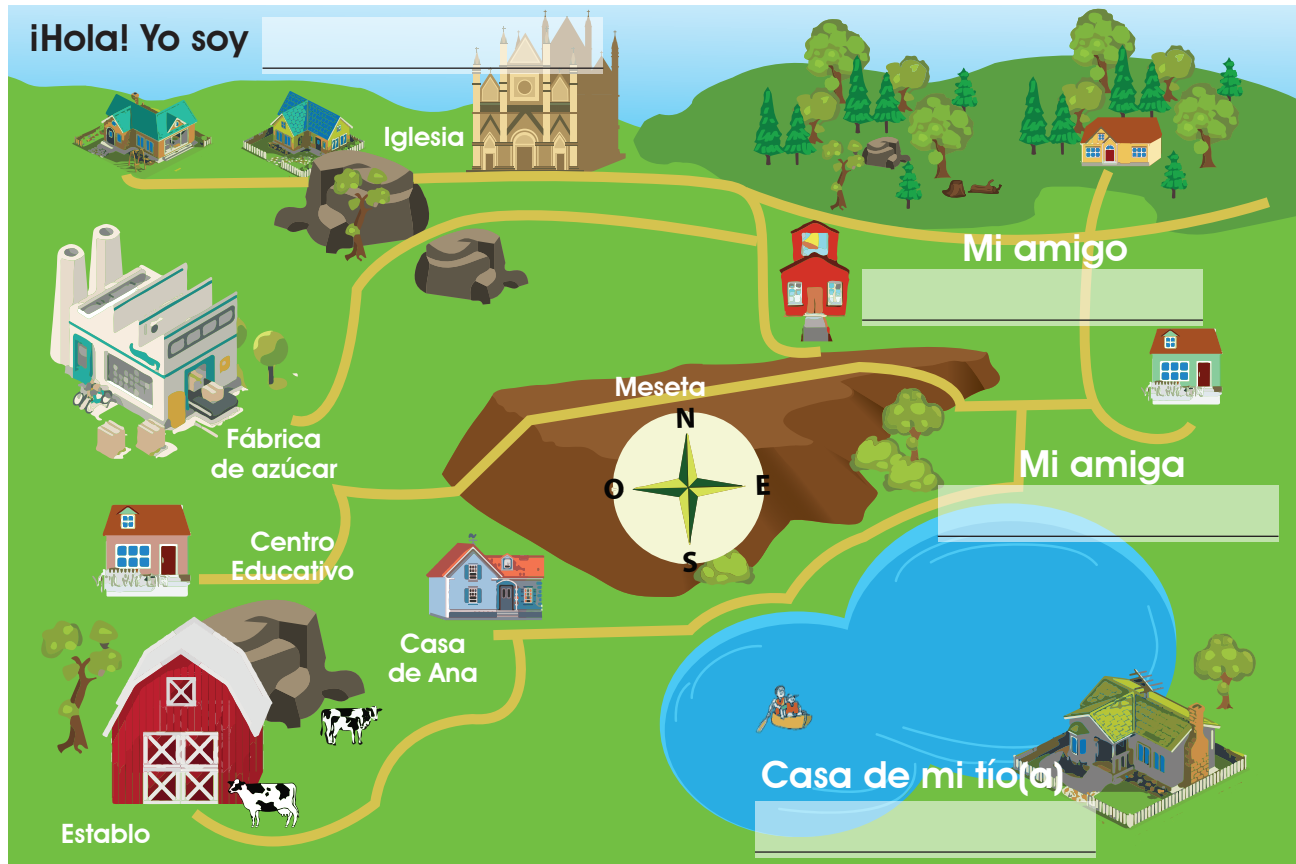 ¡Hola! Yo soy
Iglesia
Mi amigo
Meseta
N
O
E
S
Fábrica
de azúcar
Mi amiga
Centro
Educativo
Casa
de Ana
Casa de mi tío(a)
Establo